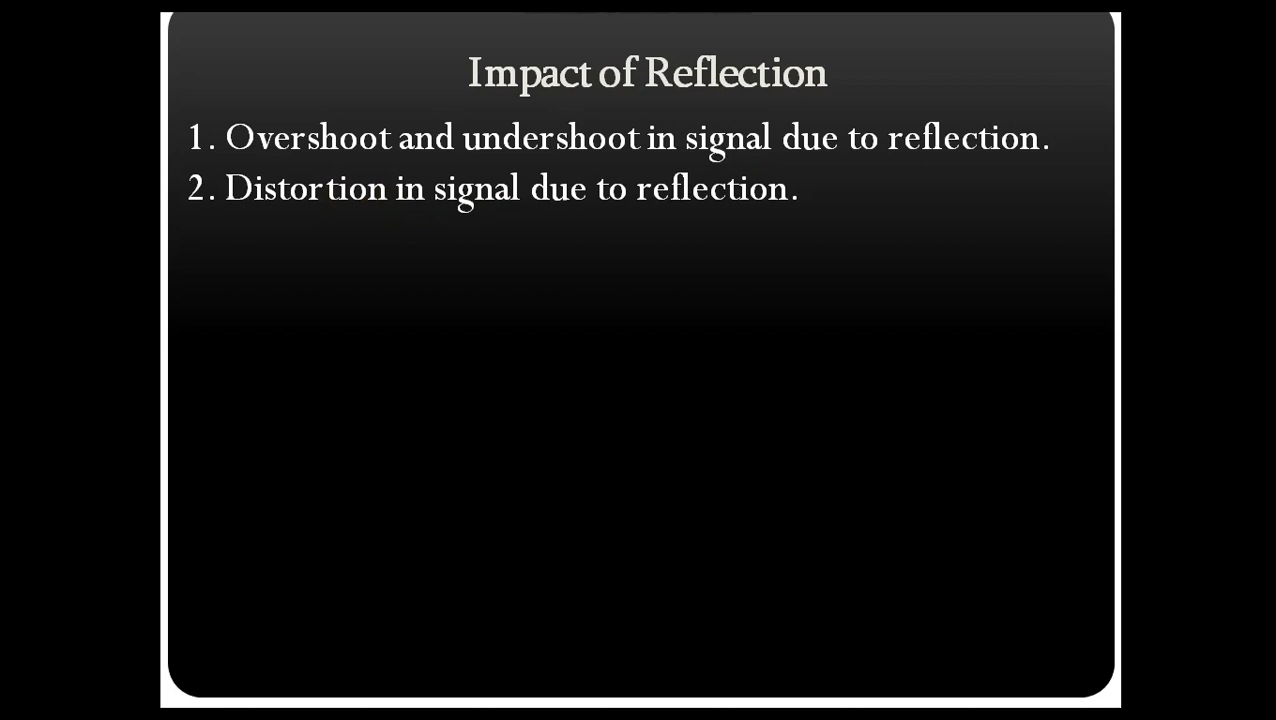 Impact of Reflection
1. Overshoot and undershoot in signal due to reflection.
2. Distortion in signal due to reflection.